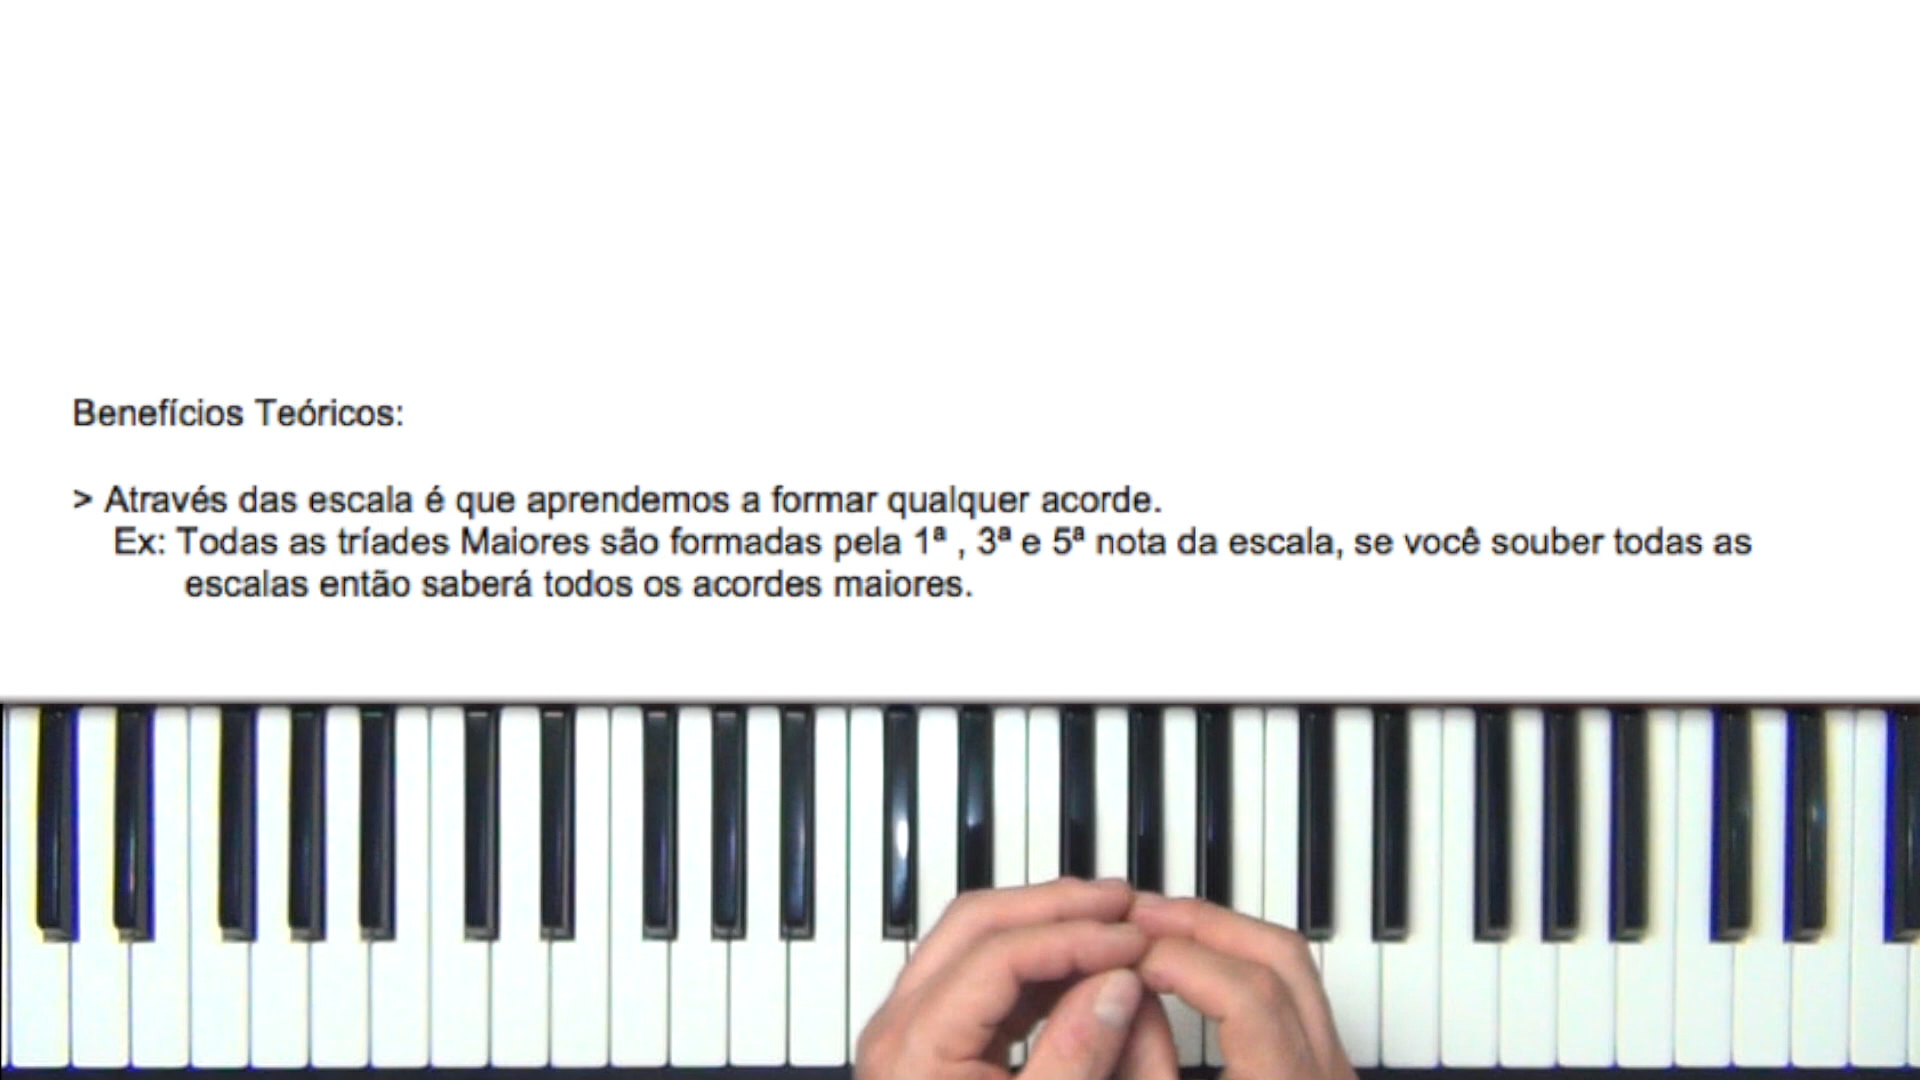 Benefícios Teóricos:
> Através das escala é que aprendemos a formar qualquer acorde.
Ex: Todas as tríades Maiores são formadas pela 1ª , 3ª e 5ª nota da escala, se você souber todas as
escalas então saberá todos os acordes maiores.